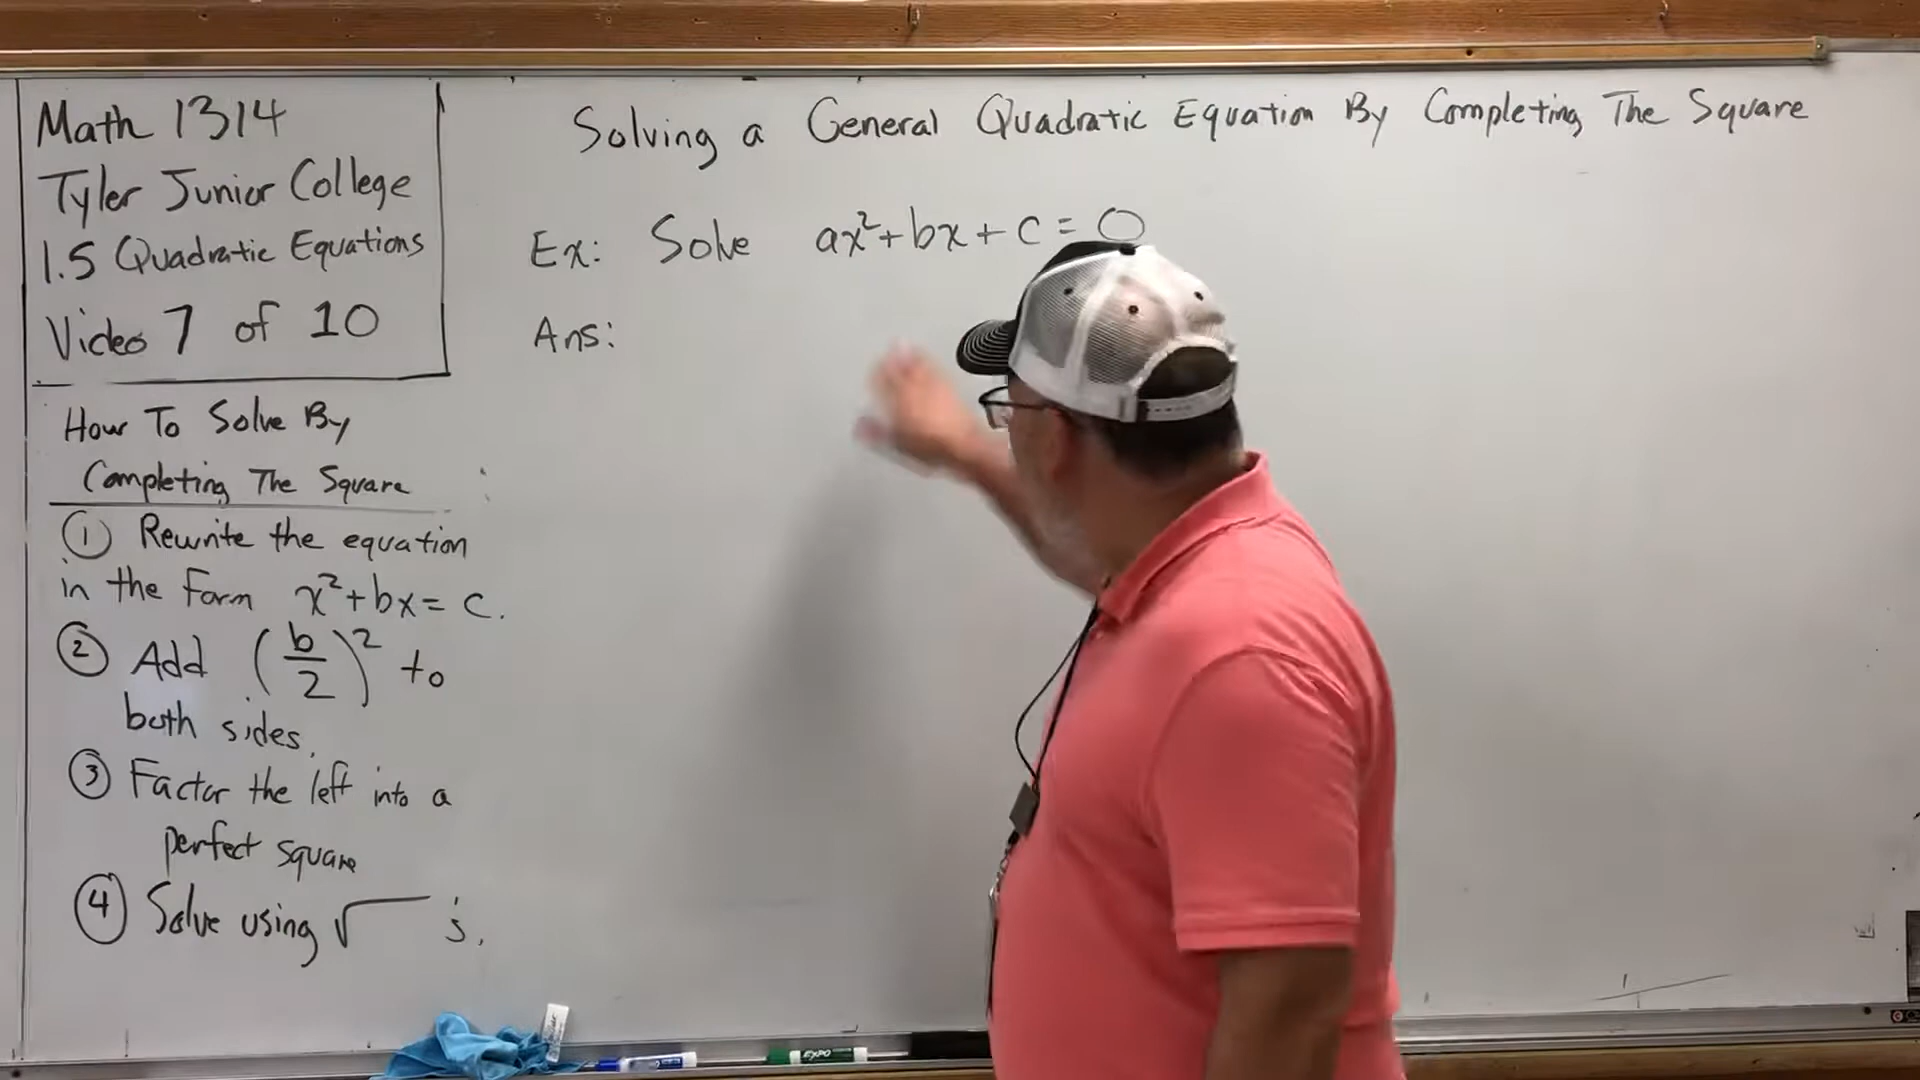 Math 1314
Tyler Junior College
1.5 Quadratic Equations
Video 7 of 10
How To Solve By
Completing The Square
① Rewrite the equation
in the form x²+bx= c.
② Add (b/2)² to
both sides.
③ Factor the left into a
perfect square
④ Solve using √ 's.
Solving a General Quadratic Equation By Completing The Square
Ex: Solve ax²+bx+c=0
Ans:
EXPO